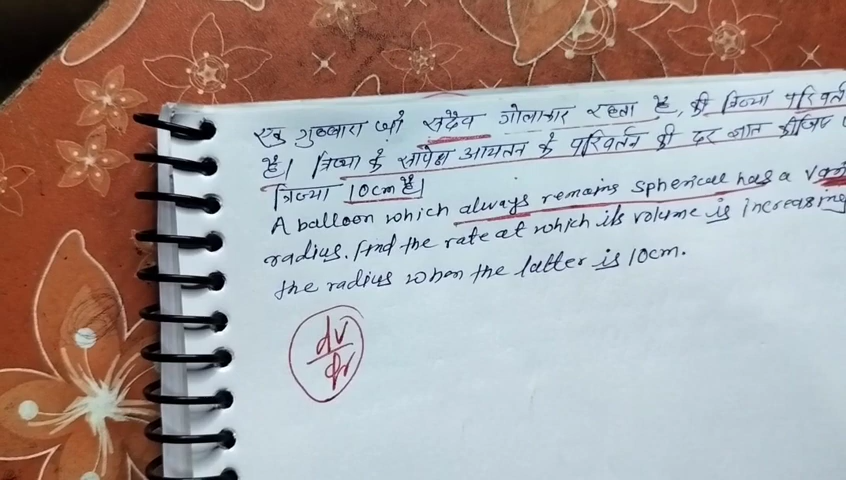 एक गुब्बारा जो सदैव गोलाकार रहता है, की त्रिज्या परिवर्त
है। त्रिज्या के सापेक्ष आयतन के परिवर्तन की दर ज्ञात कीजिए
त्रिज्या 10cm है।
A balloon which always remains spherical has a vari
radius. find the rate at which its volume is increasing
the radius when the latter is 10cm.
dv
dr